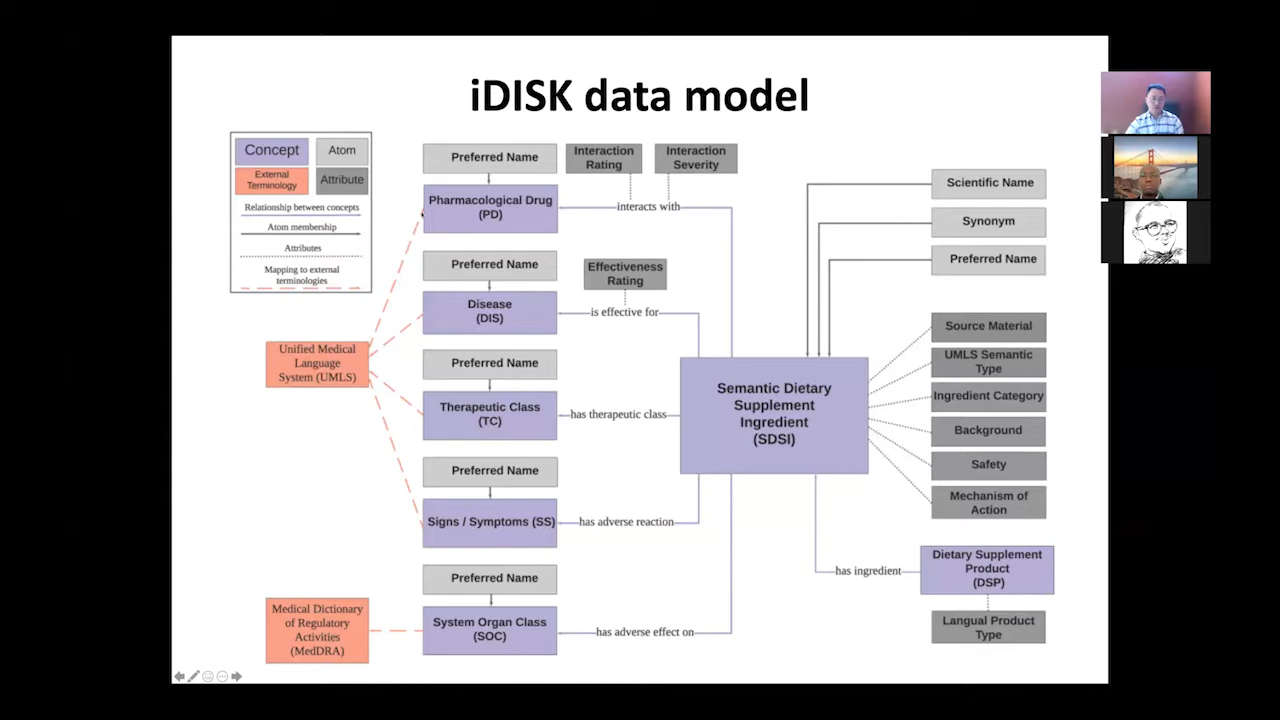 iDISK data model
Concept
Atom
External
Terminology
Attribute
Relationship between concepts
Atom membership
Attributes
Mapping to external
terminologies
Preferred Name
Interaction
Rating
Interaction
Severity
Pharmacological Drug
(PD)
interacts with
Scientific Name
Synonym
Preferred Name
Preferred Name
Effectiveness
Rating
Disease
(DIS)
is effective for
Unified Medical
Language
System (UMLS)
Preferred Name
Therapeutic Class
(TC)
has therapeutic class
Semantic Dietary
Supplement
Ingredient
(SDSI)
Source Material
UMLS Semantic
Type
Ingredient Category
Background
Safety
Mechanism of
Action
Preferred Name
Signs / Symptoms (SS)
has adverse reaction
Dietary Supplement
Product
(DSP)
has ingredient
Langual Product
Type
Preferred Name
Medical Dictionary
of Regulatory
Activities
(MedDRA)
System Organ Class
(SOC)
has adverse effect on